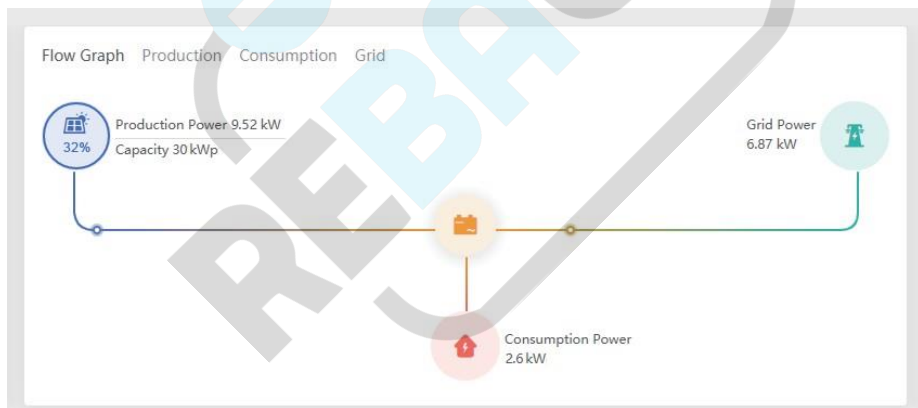 Flow Graph Production Consumption Grid
Production Power 9.52 kW
32%
Capacity 30 kWp
Grid Power
6.87 kW
Consumption Power
2.6 kW